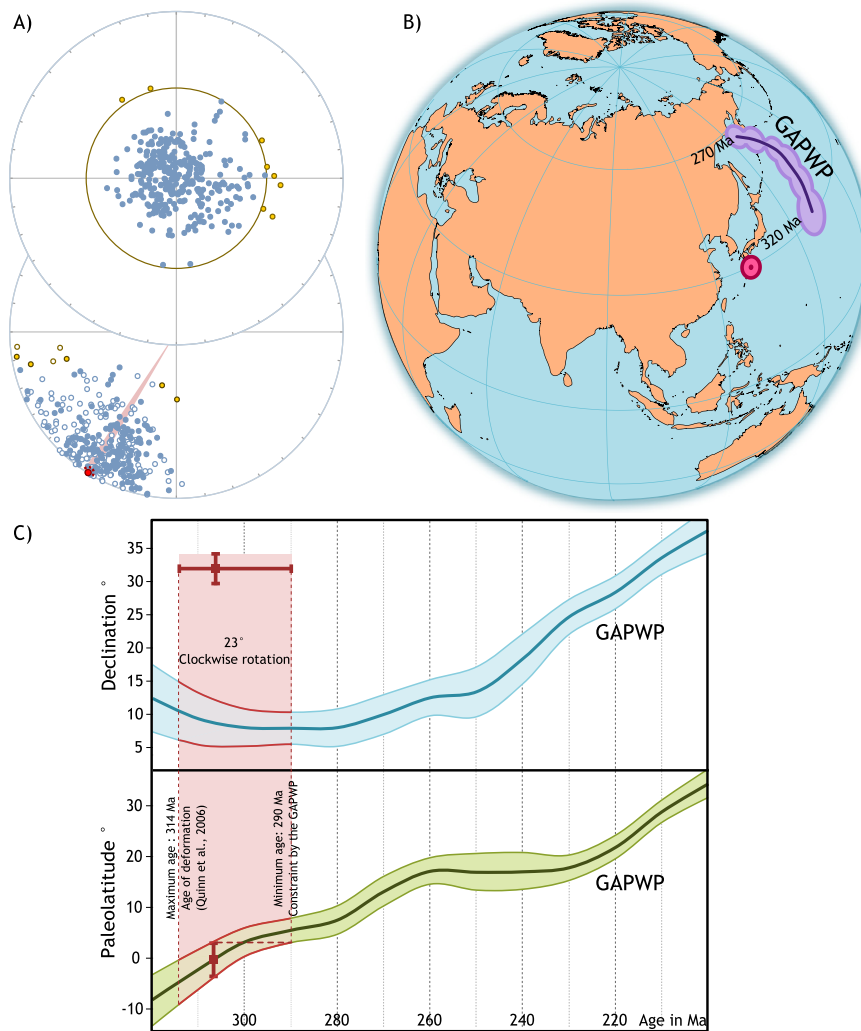 A)
B)
GAPWP
270 Ma
320 Ma
C)
Declination °
35
30
25
20
15
10
5
23°
Clockwise rotation
GAPWP
Paleolatitude °
30
20
10
0
-10
Maximum age : 314 Ma
Age of deformation
(Quinn et al., 2006)
Minimum age: 290 Ma
Constraint by the GAPWP
GAPWP
300
280
260
240
220
Age in Ma